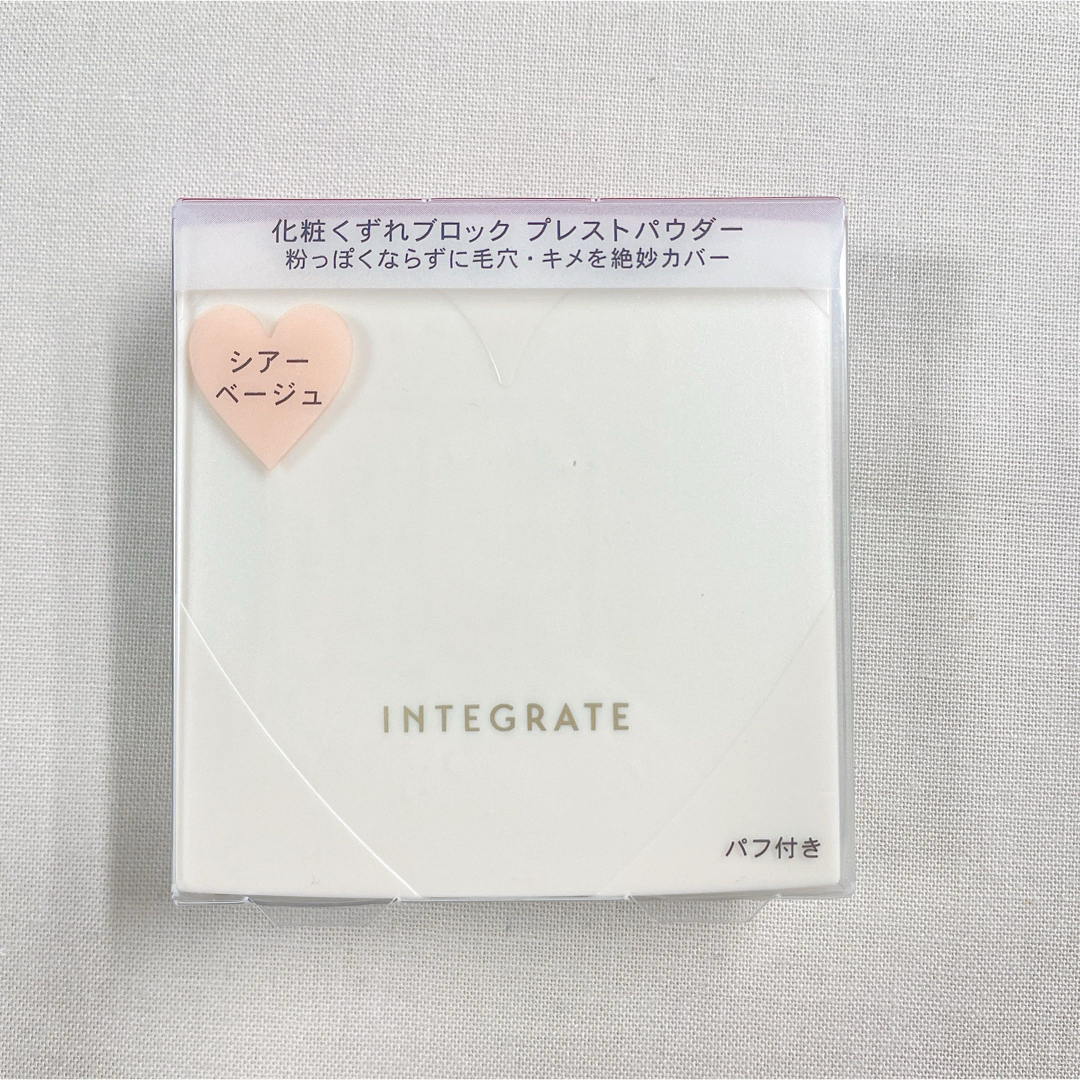 化粧くずれブロック プレストパウダー
粉っぽくならずに毛穴・キメを絶妙カバー
シアー
ベージュ
INTEGRATE
パフ付き